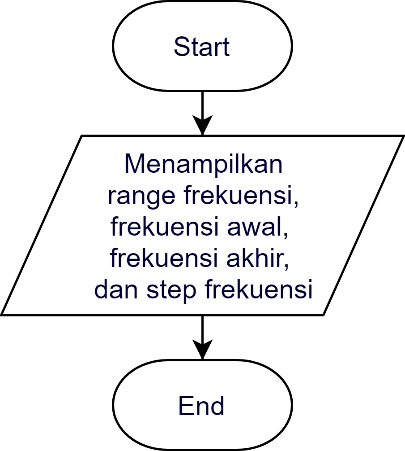 Start
Menampilkan
range frekuensi,
frekuensi awal,
frekuensi akhir,
dan step frekuensi
End